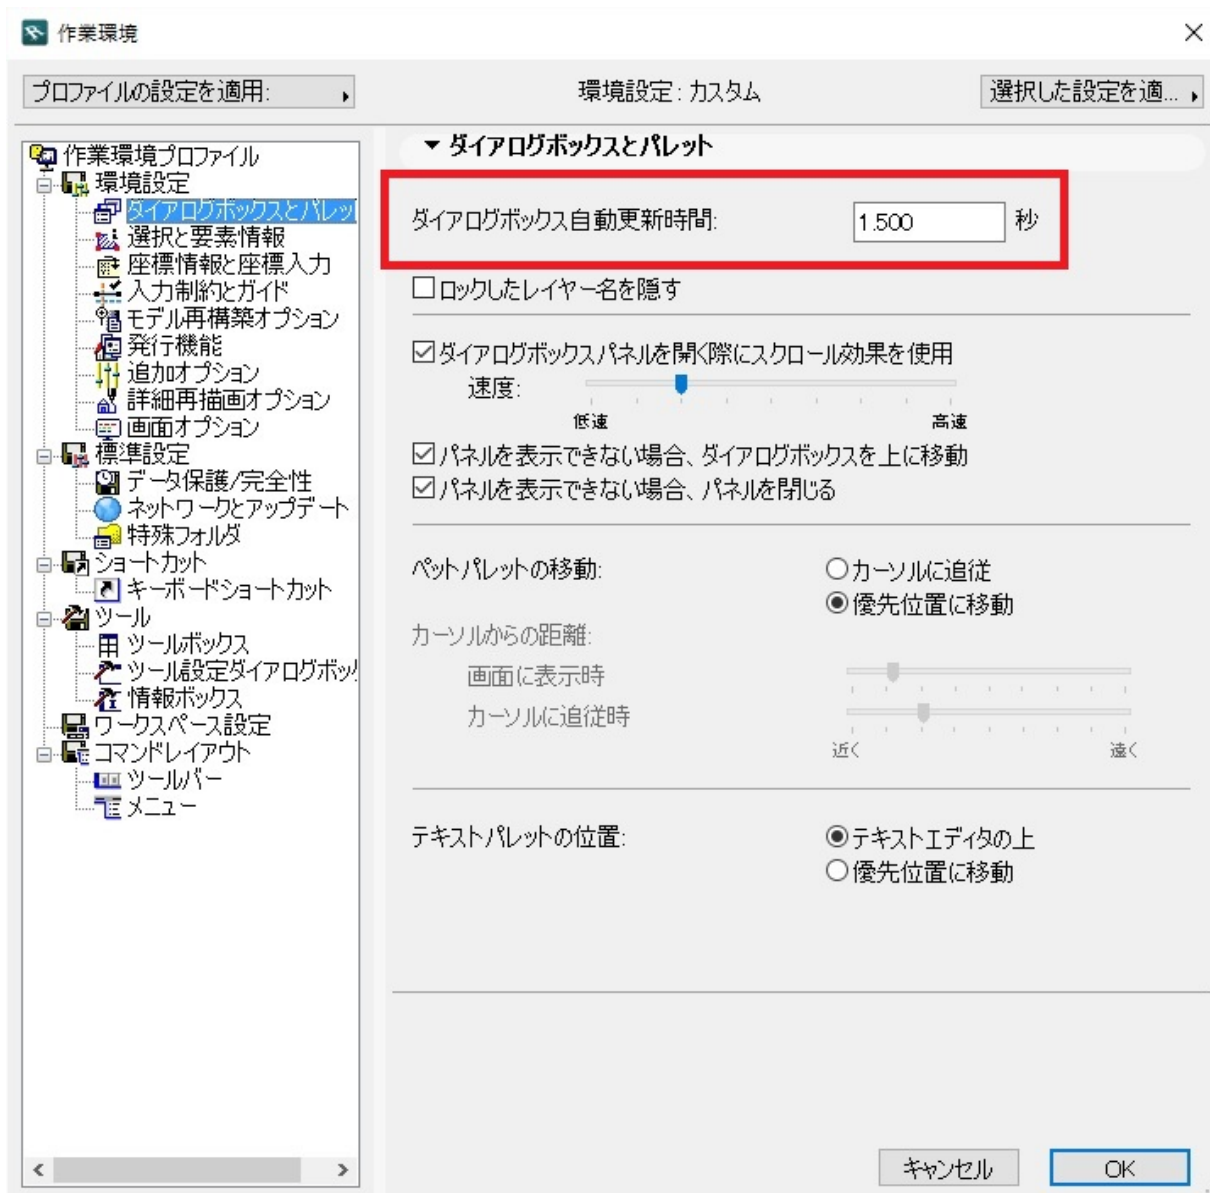 作業環境
プロファイルの設定を適用:
環境設定: カスタム
選択した設定を適...
作業環境プロファイル
環境設定
ダイアログボックスとパレッ
選択と要素情報
座標情報と座標入力
入力制約とガイド
モデル再構築オプション
発行機能
追加オプション
詳細再描画オプション
画面オプション
標準設定
データ保護/完全性
ネットワークとアップデート
特殊フォルダ
ショートカット
キーボードショートカット
ツール
ツールボックス
ツール設定ダイアログボッ
情報ボックス
ワークスペース設定
コマンドレイアウト
ツールバー
メニュー
ダイアログボックスとパレット
ダイアログボックス自動更新時間: 1.500 秒
ロックしたレイヤー名を隠す
ダイアログボックスパネルを開く際にスクロール効果を使用
速度:
低速 高速
パネルを表示できない場合、ダイアログボックスを上に移動
パネルを表示できない場合、パネルを閉じる
ペットパレットの移動: カーソルに追従
優先位置に移動
カーソルからの距離:
画面に表示時
カーソルに追従時
近く 遠く
テキストパレットの位置: テキストエディタの上
優先位置に移動
キャンセル OK